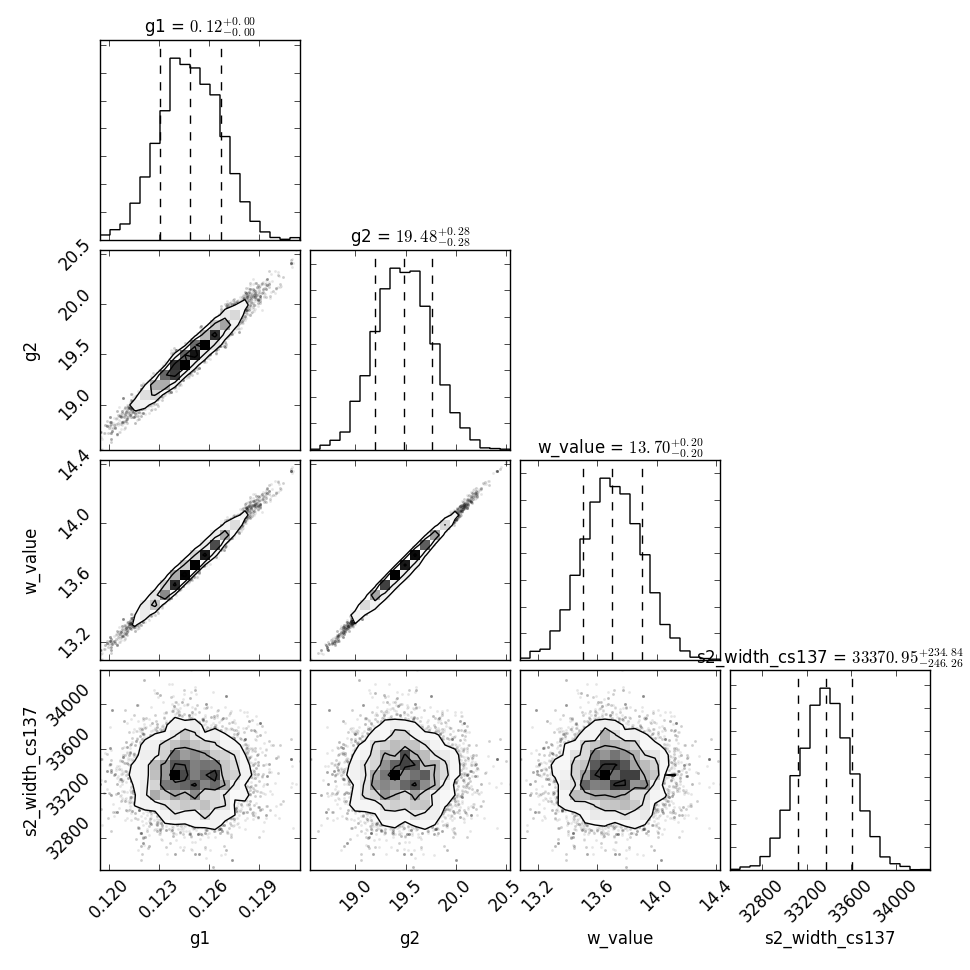 g1 = 0.12 +0.00 −0.00
g2 = 19.48 +0.28 −0.28
w_value = 13.70 +0.20 −0.20
s2_width_cs137 = 33370.95 +234.84 −246.26
g2
20.5
20.0
19.5
19.0
w_value
14.4
14.0
13.6
13.2
s2_width_cs137
34000
33600
33200
32800
0.120 0.123 0.126 0.129
19.0 19.5 20.0 20.5
13.2 13.6 14.0 14.4
32800 33200 33600 34000
g1
g2
w_value
s2_width_cs137